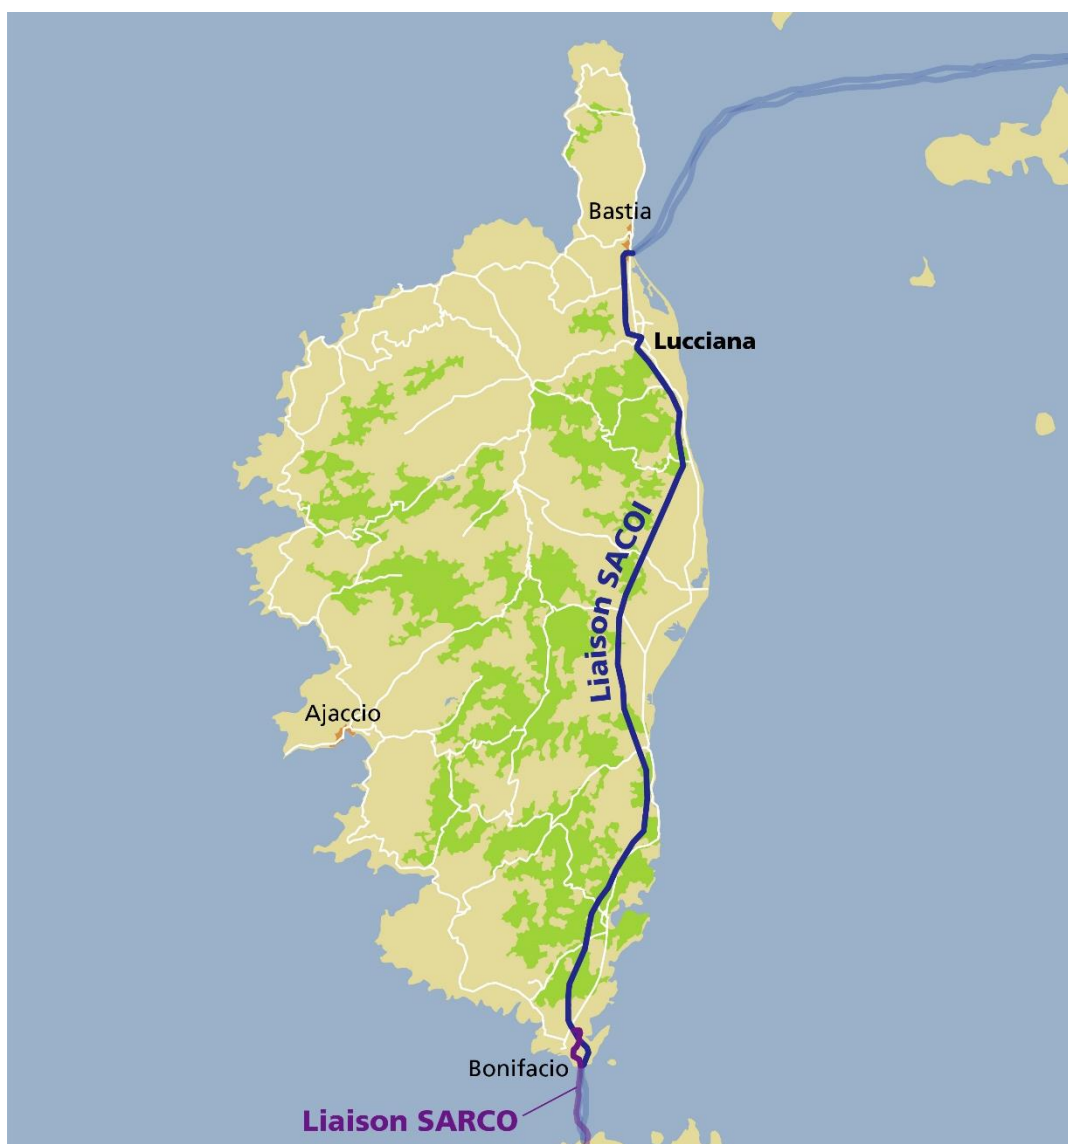 Bastia
Lucciana
Liaison SACOI
Ajaccio
Bonifacio
Liaison SARCO